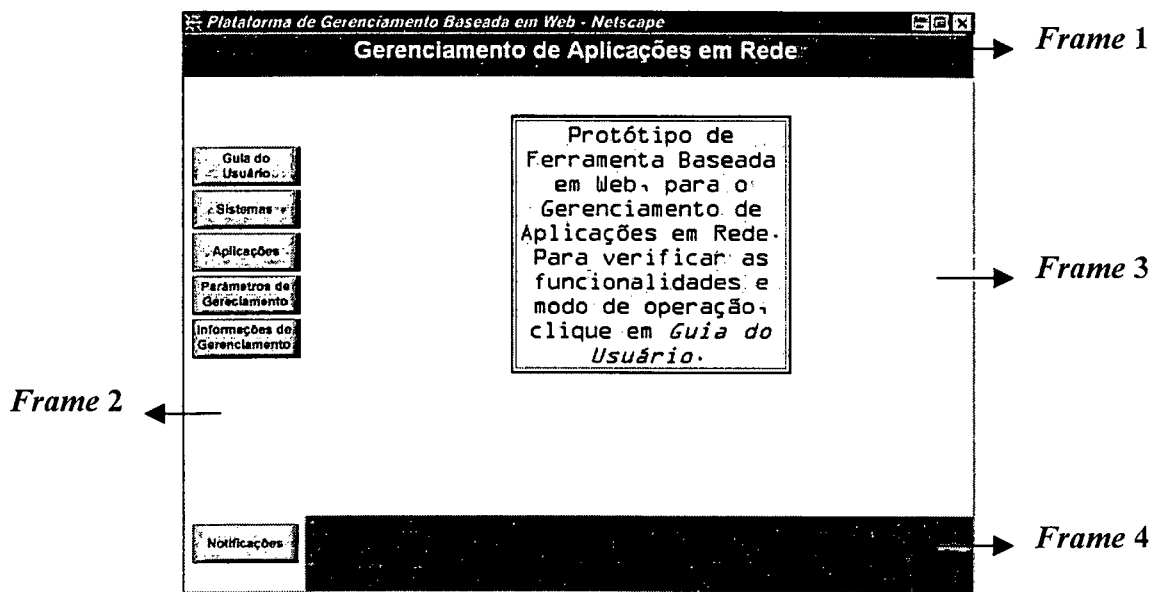 Plataforma de Gerenciamento Baseada em Web - Netscape
Gerenciamento de Aplicações em Rede
Frame 1
Protótipo de
Ferramenta Baseada
em Web, para o
Gerenciamento de
Aplicações em Rede.
Para verificar as
funcionalidades e
modo de operação,
clique em Guia do
Usuário.
Guia do
Usuário
Sistemas
Aplicações
Parâmetros de
Gereciamento
Informações de
Gerenciamento
Frame 3
Frame 2
Notificações
Frame 4